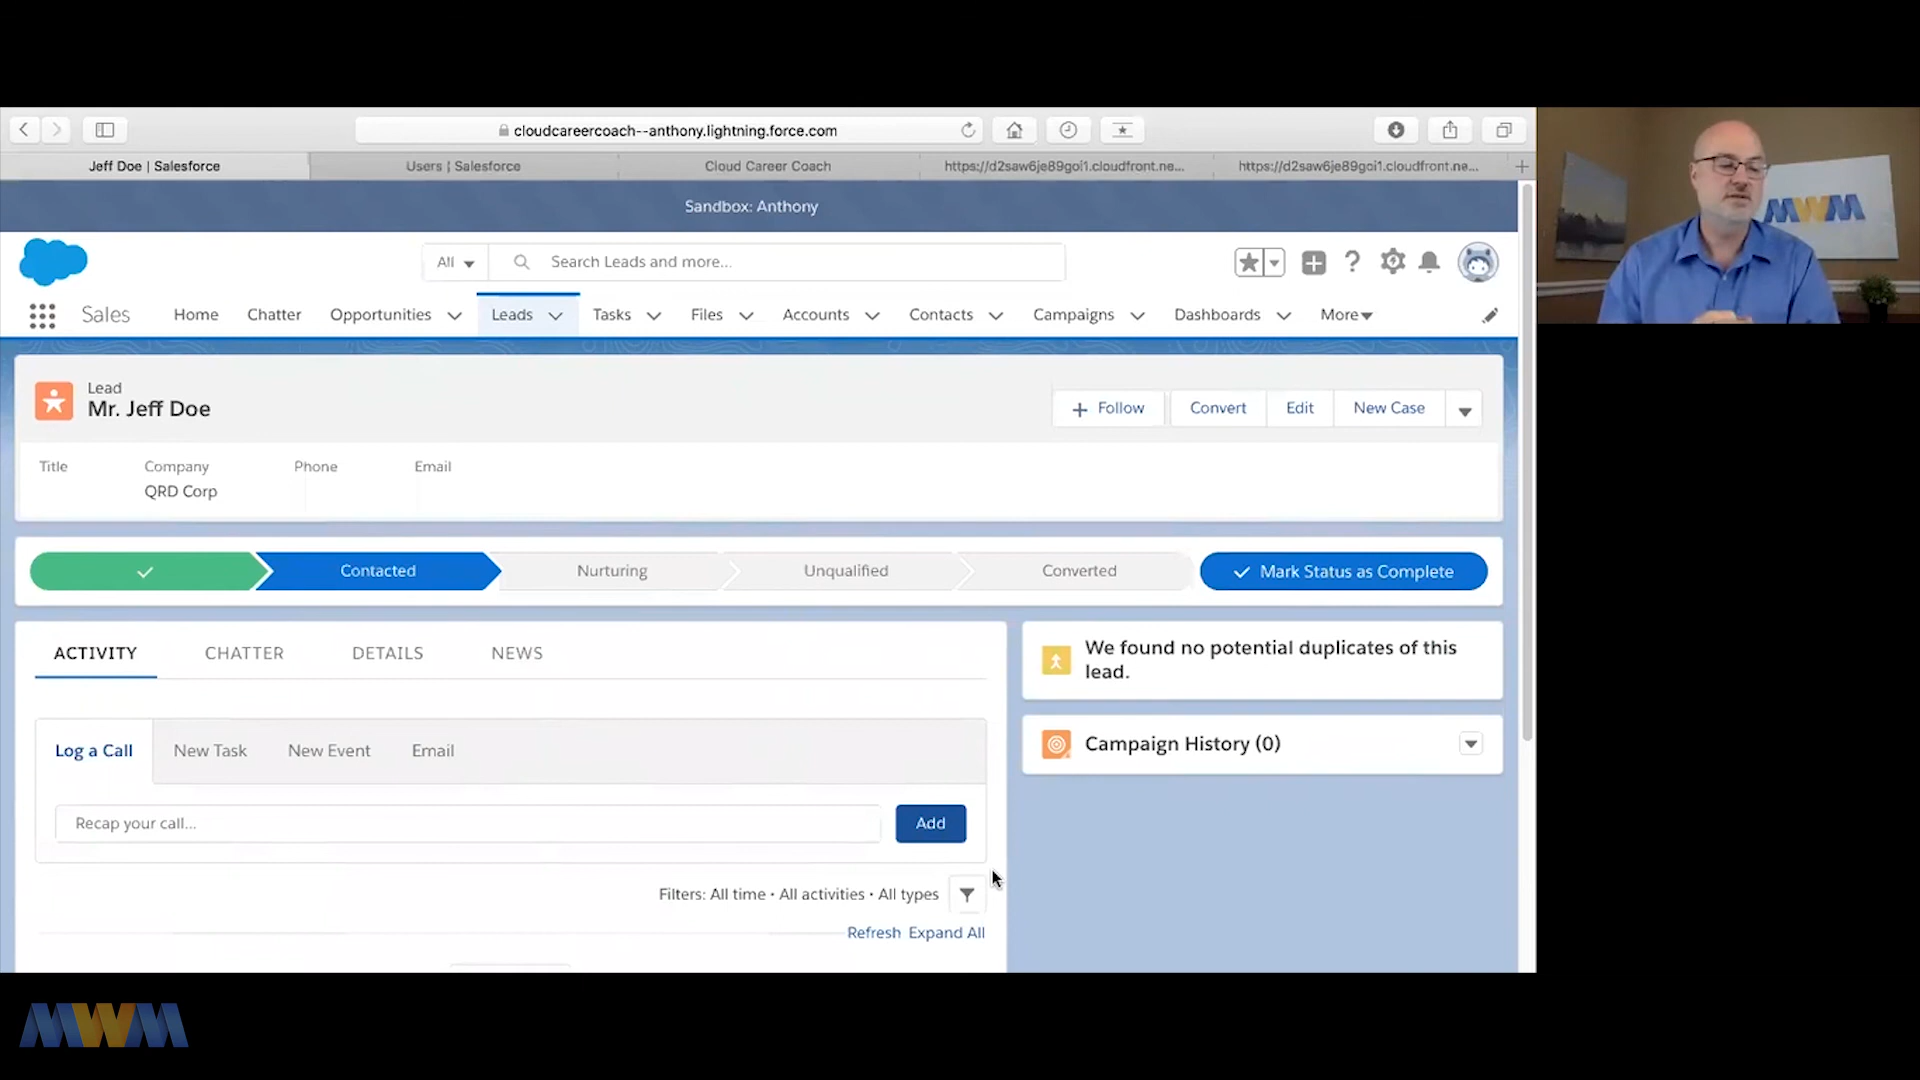 cloudcareercoach--anthony.lightning.force.com
Jeff Doe | Salesforce
Users | Salesforce
Cloud Career Coach
https://d2saw6je89goi1.cloudfront.ne...
https://d2saw6je89goi1.cloudfront.ne...
Sandbox: Anthony
All
Search Leads and more...
Sales
Home
Chatter
Opportunities
Leads
Tasks
Files
Accounts
Contacts
Campaigns
Dashboards
More
Lead
Mr. Jeff Doe
Follow
Convert
Edit
New Case
Title
Company
Phone
Email
QRD Corp
Contacted
Nurturing
Unqualified
Converted
Mark Status as Complete
ACTIVITY
CHATTER
DETAILS
NEWS
We found no potential duplicates of this
lead.
Log a Call
New Task
New Event
Email
Campaign History (0)
Recap your call...
Add
Filters: All time • All activities • All types
Refresh
Expand All
MWM
MWM